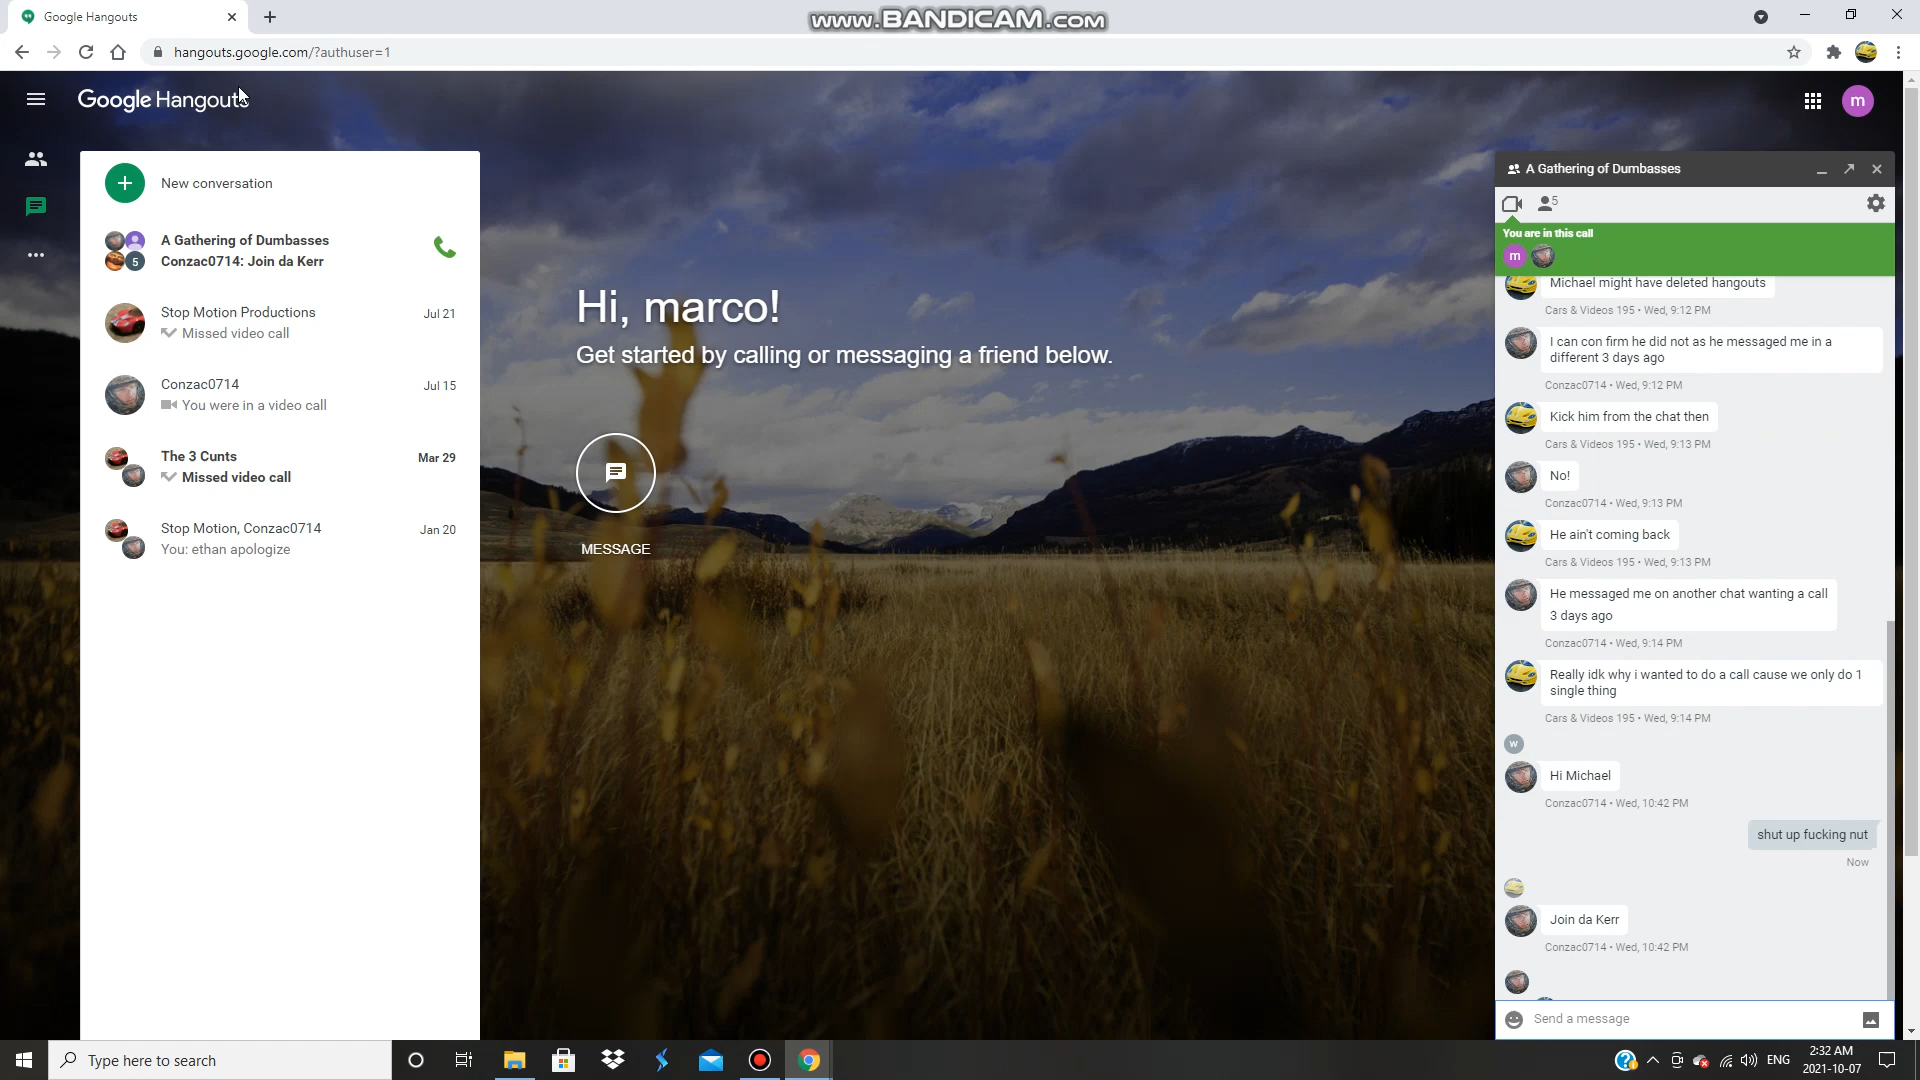 Google Hangouts
www.BANDICAM.com
hangouts.google.com/?authuser=1
Google Hangouts
m
New conversation
A Gathering of Dumbasses
5
Conzac0714: Join da Kerr
Stop Motion Productions
Jul 21
Missed video call
Conzac0714
Jul 15
You were in a video call
The 3 Cunts
Mar 29
Missed video call
Stop Motion, Conzac0714
Jan 20
You: ethan apologize
Hi, marco!
Get started by calling or messaging a friend below.
MESSAGE
A Gathering of Dumbasses
5
You are in this call
m
Michael might have deleted hangouts
Cars & Videos 195 • Wed, 9:12 PM
I can con firm he did not as he messaged me in a
different 3 days ago
Conzac0714 • Wed, 9:12 PM
Kick him from the chat then
Cars & Videos 195 • Wed, 9:13 PM
No!
Conzac0714 • Wed, 9:13 PM
He ain't coming back
Cars & Videos 195 • Wed, 9:13 PM
He messaged me on another chat wanting a call
3 days ago
Conzac0714 • Wed, 9:14 PM
Really idk why i wanted to do a call cause we only do 1
single thing
Cars & Videos 195 • Wed, 9:14 PM
W
Hi Michael
Conzac0714 • Wed, 10:42 PM
shut up fucking nut
Now
Join da Kerr
Conzac0714 • Wed, 10:42 PM
Send a message
Type here to search
ENG
2:32 AM
2021-10-07